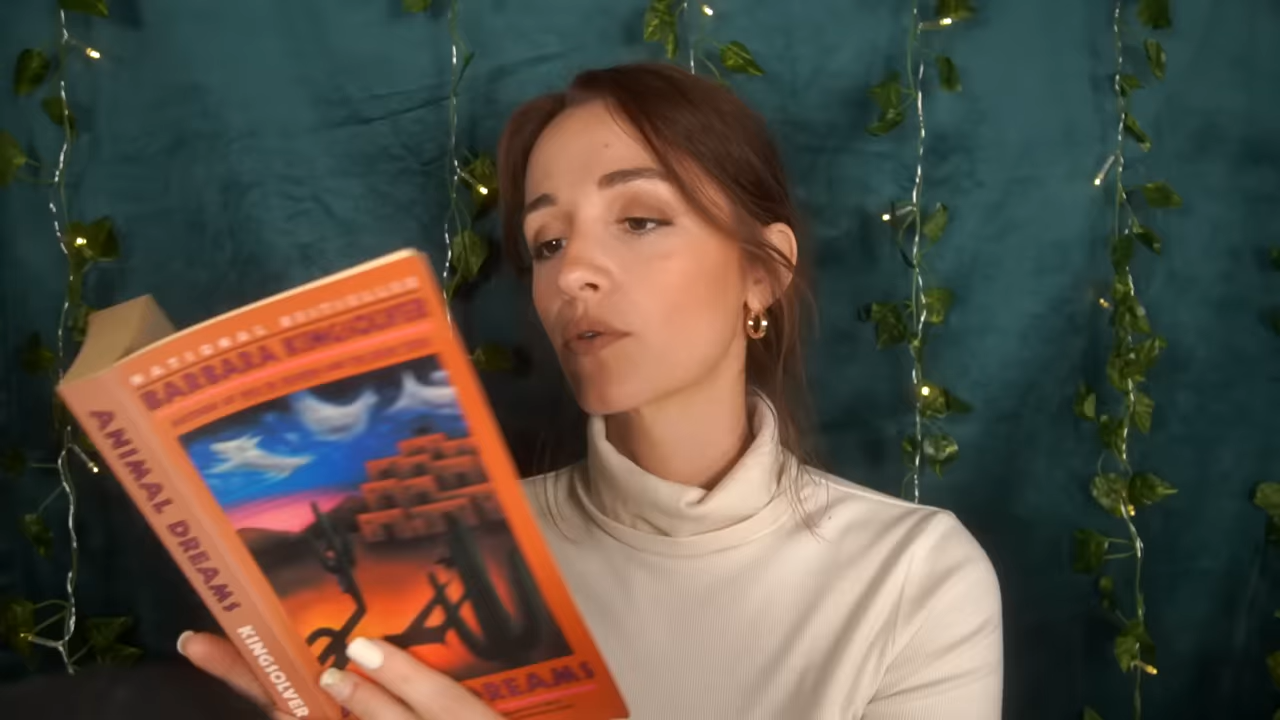 NATIONAL BESTSELLER
BARBARA KINGSOLVER
DREAMS
ANIMAL DREAMS KINGSOLVER